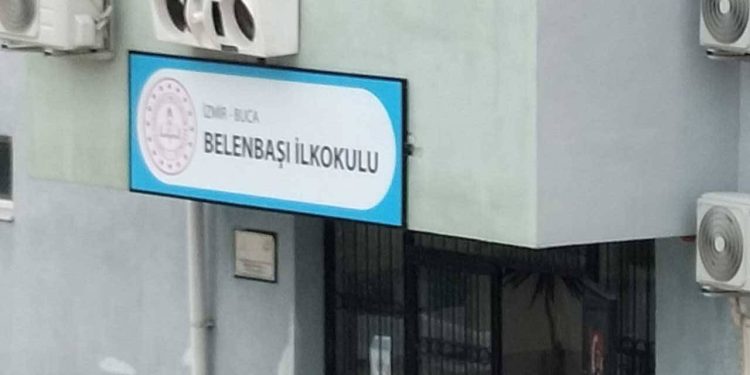 İZMİR - BUCA
BELENBAŞI İLKOKULU